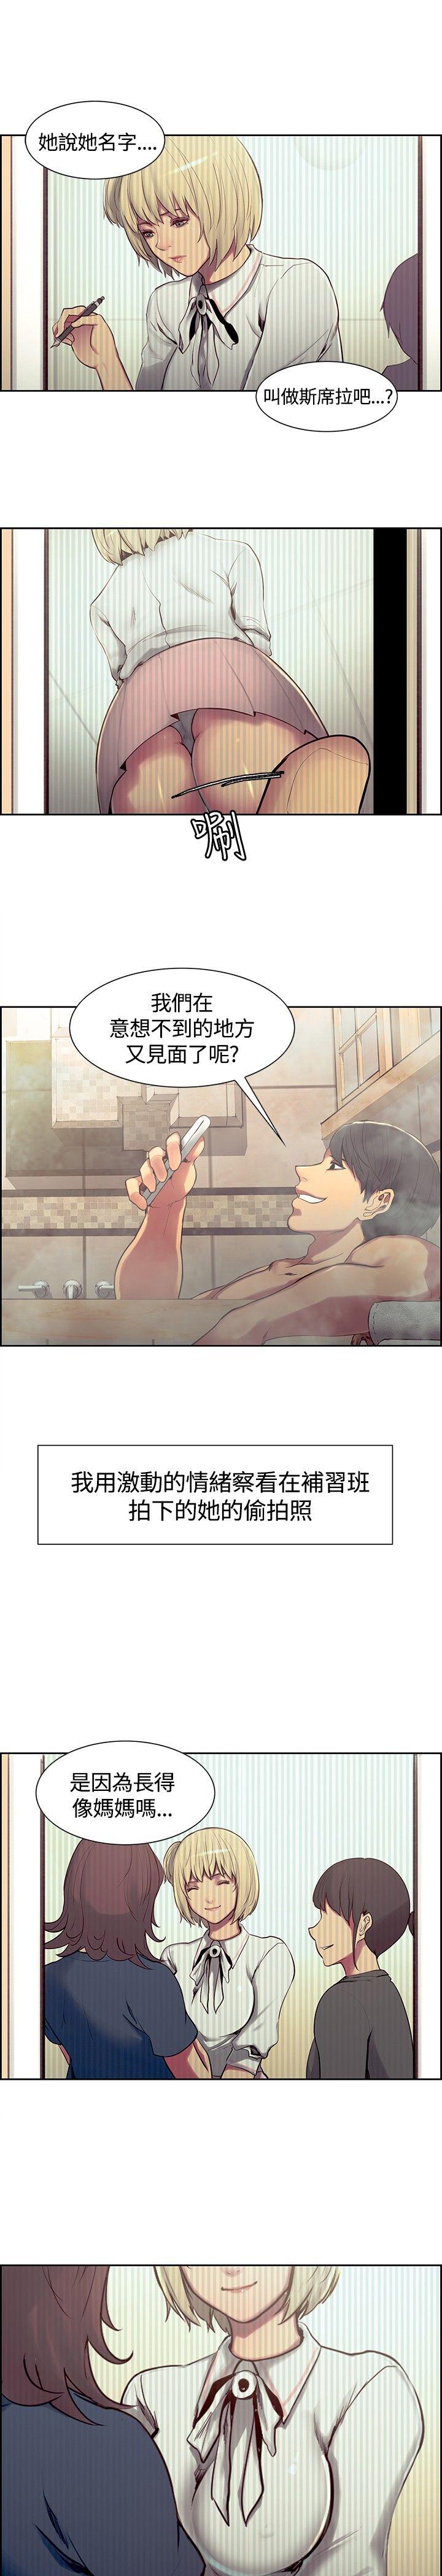 她說她名字....
叫做斯席拉吧...?
唰
我們在
意想不到的地方
又見面了呢?
我用激動的情緒察看在補習班
拍下的她的偷拍照
是因為長得
像媽媽嗎...